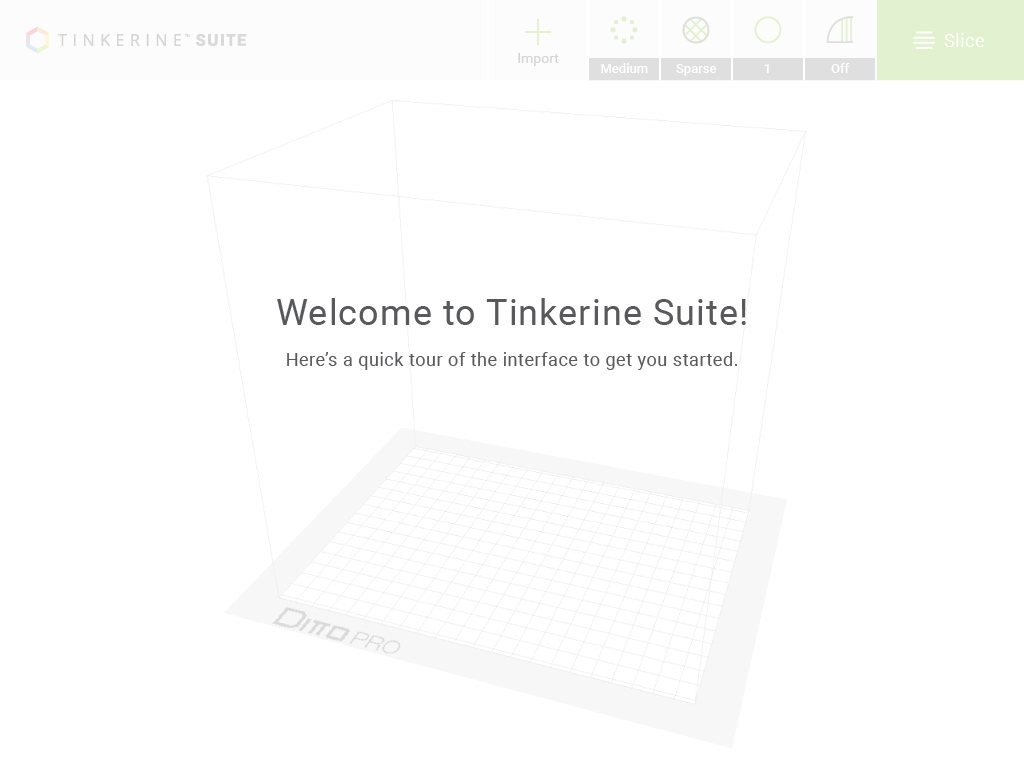 TINKERINE™ SUITE
Import
Medium
Sparse
1
Off
Slice
Welcome to Tinkerine Suite!
Here’s a quick tour of the interface to get you started.
DITTO PRO